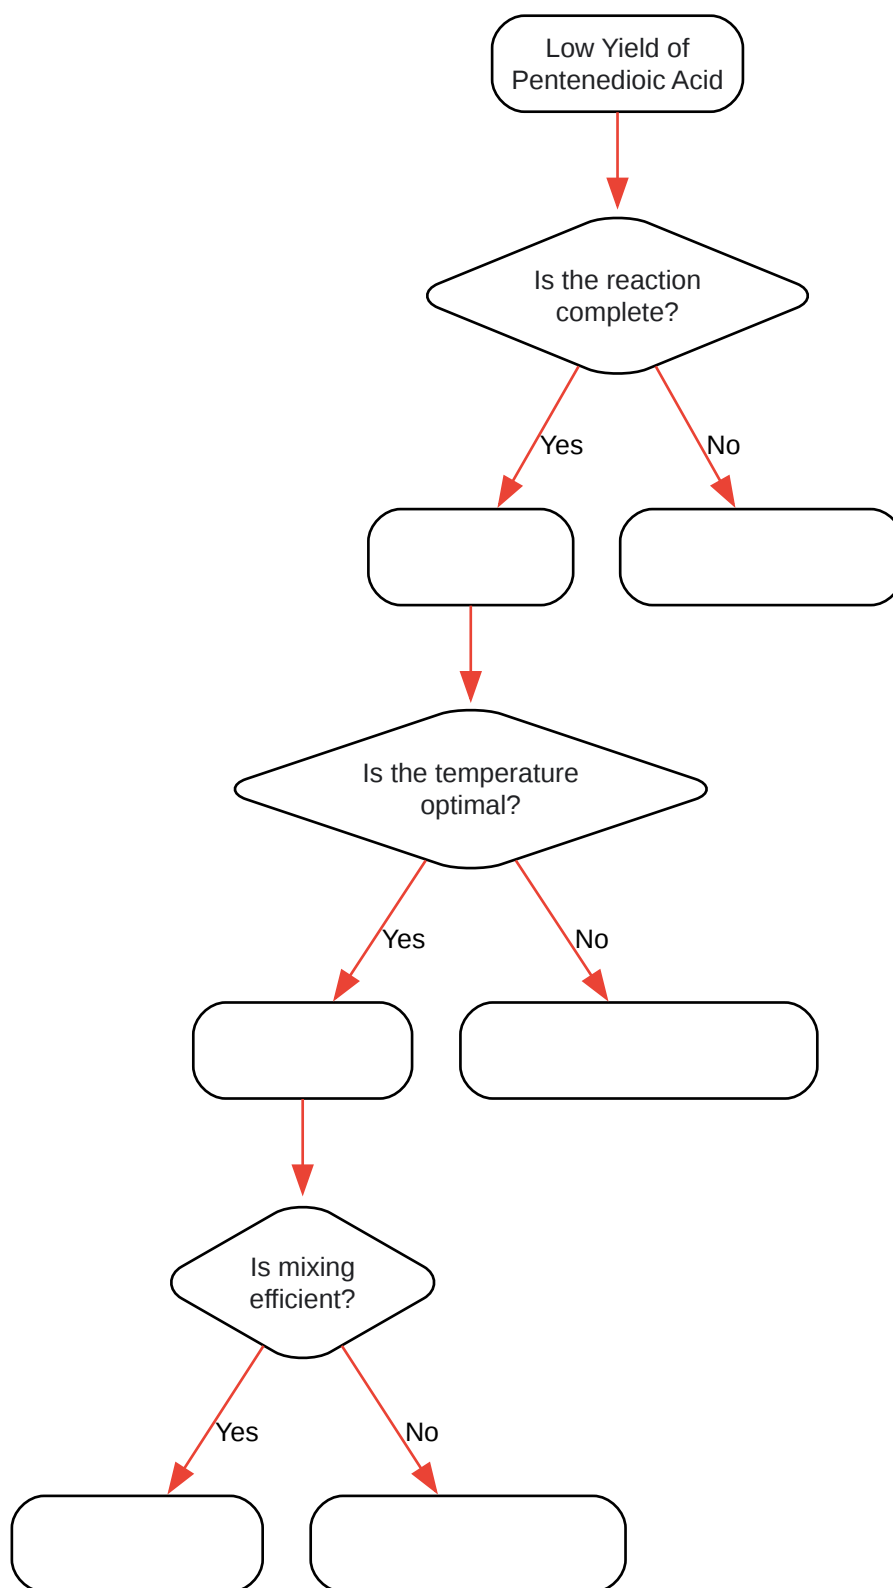 Low Yield of
Pentenedioic Acid
Is the reaction
complete?
Yes
No
Is the temperature
optimal?
Yes
No
Is mixing
efficient?
Yes
No